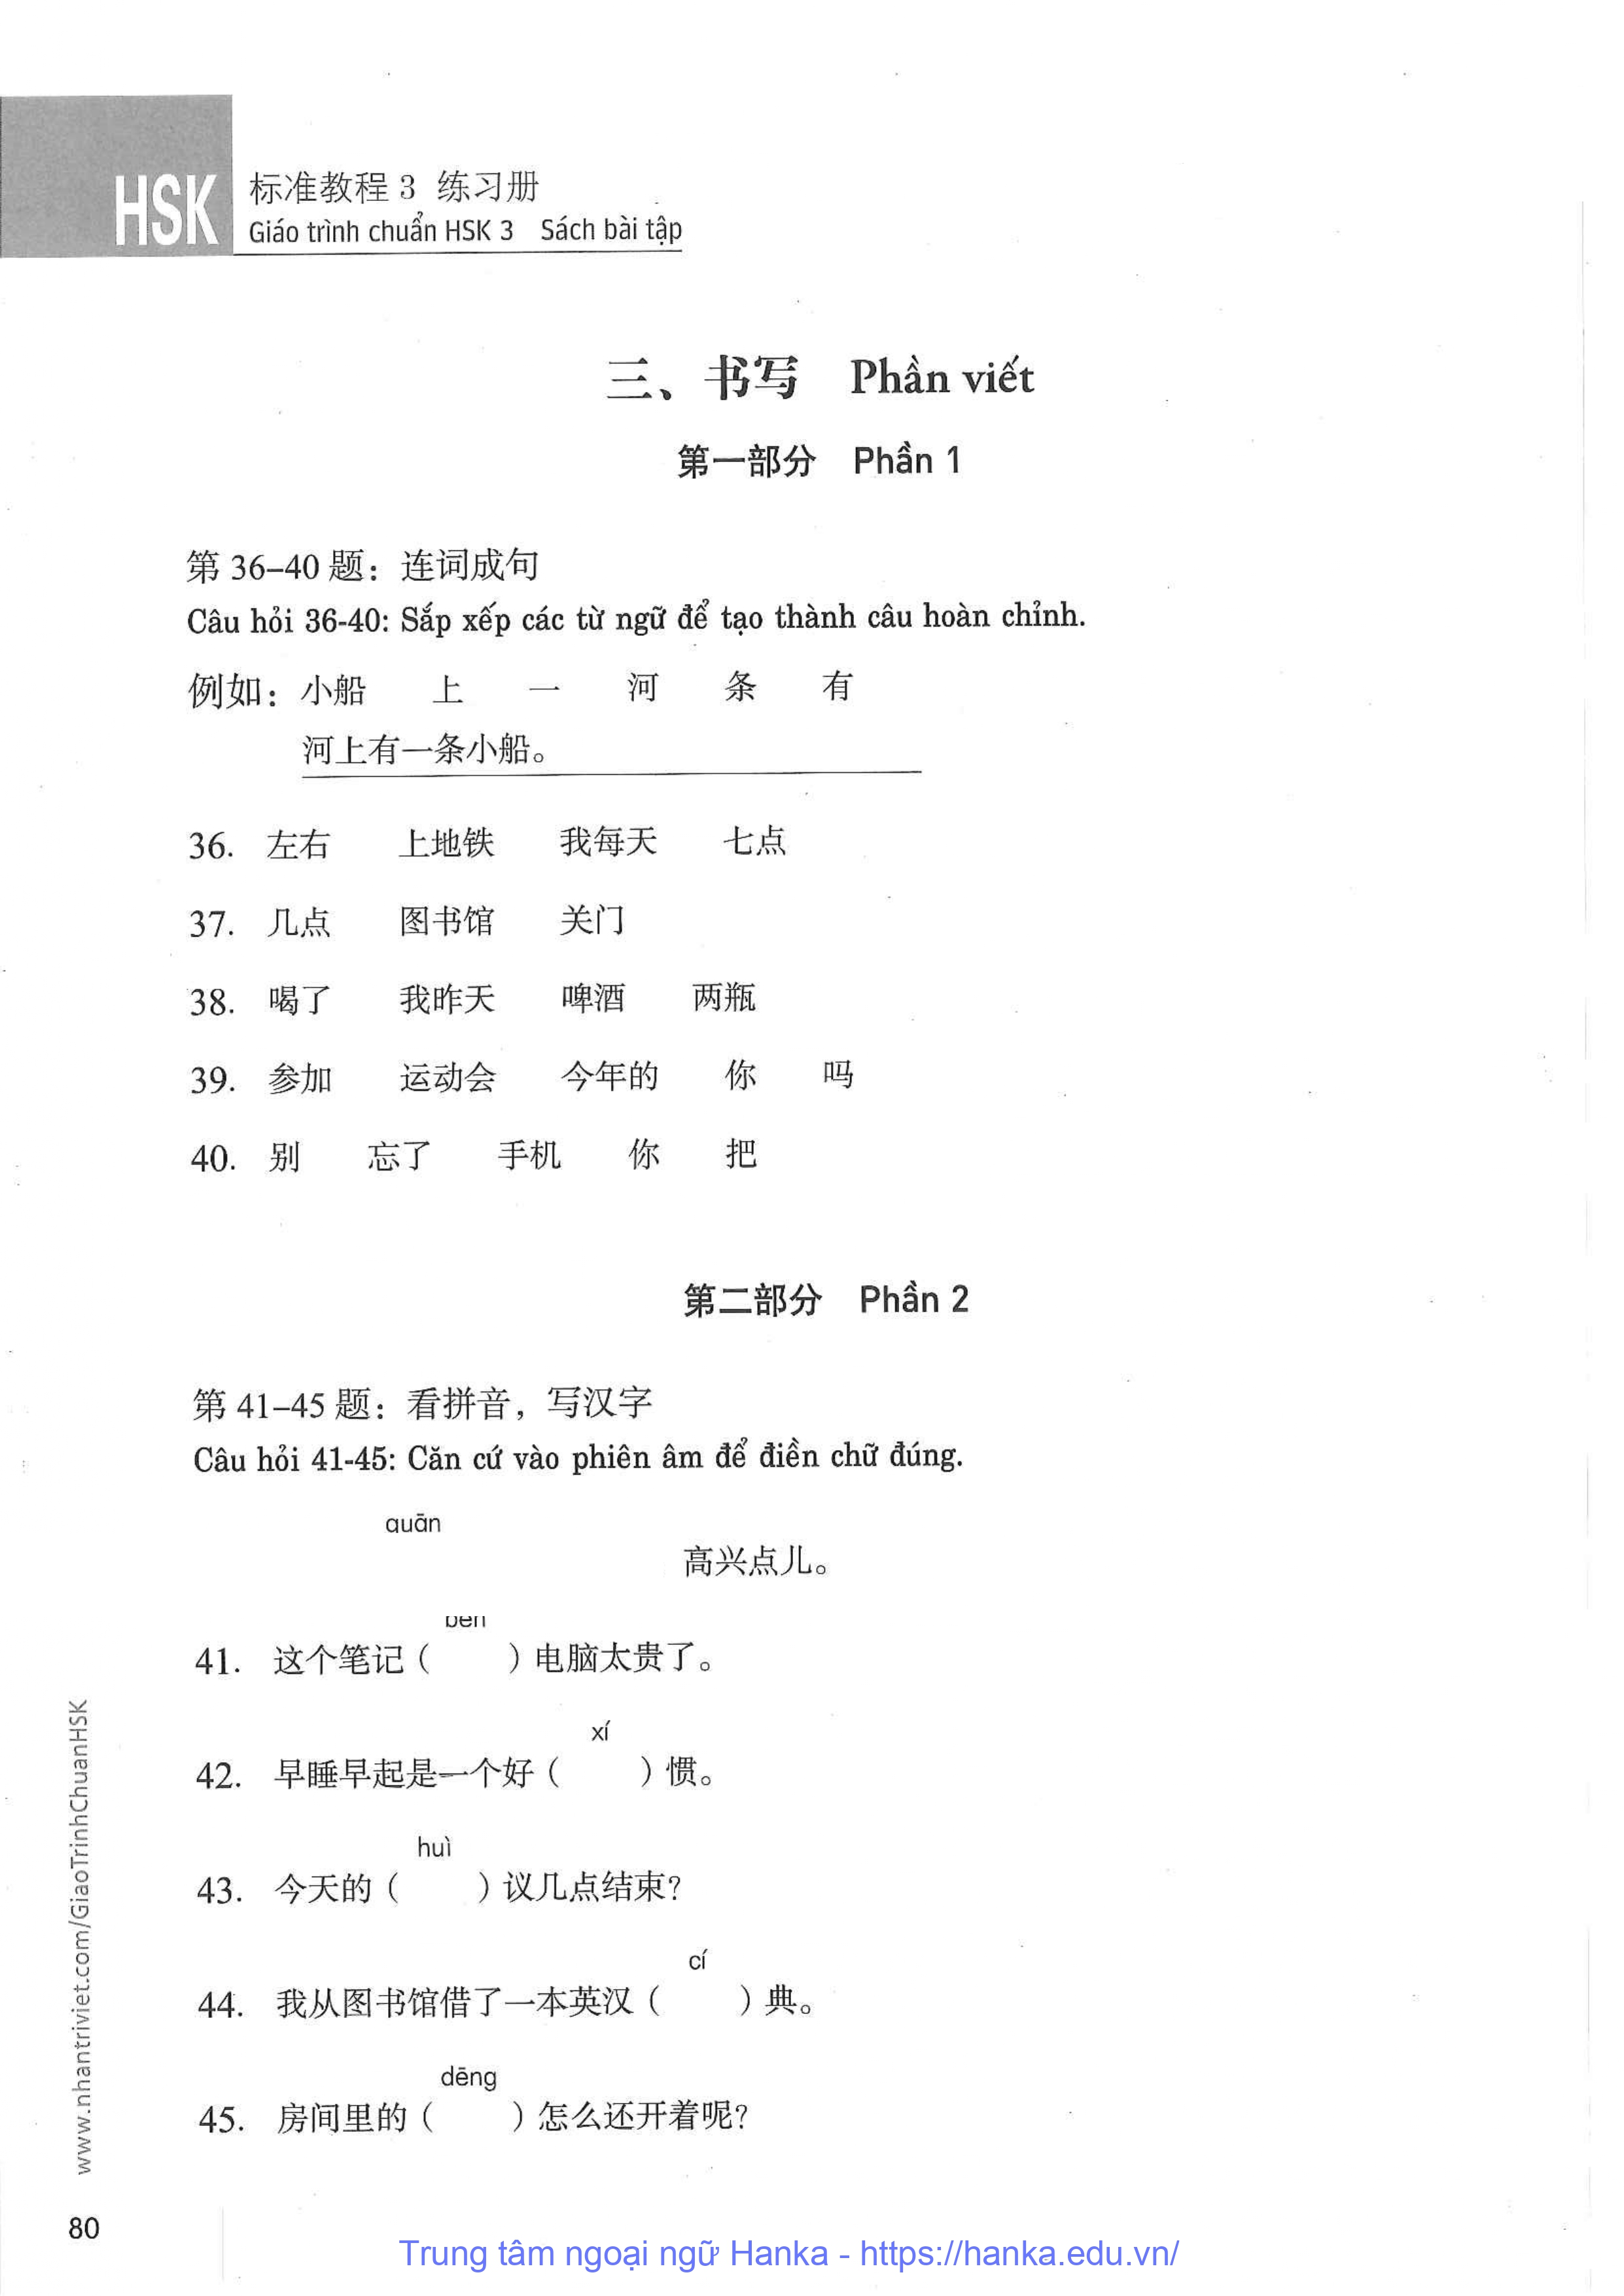 HSK
标准教程 3 练习册
Giáo trình chuẩn HSK 3 Sách bài tập
三、书写 Phần viết
第一部分 Phần 1
第 36–40 题：连词成句
Câu hỏi 36-40: Sắp xếp các từ ngữ để tạo thành câu hoàn chỉnh.
例如：小船 上 一 河 条 有
河上有一条小船。
36. 左右 上地铁 我每天 七点
37. 几点 图书馆 关门
38. 喝了 我昨天 啤酒 两瓶
39. 参加 运动会 今年的 你 吗
40. 别 忘了 手机 你 把
第二部分 Phần 2
第 41–45 题：看拼音，写汉字
Câu hỏi 41-45: Căn cứ vào phiên âm để điền chữ đúng.
高兴点儿。
41. 这个笔记（ ）电脑太贵了。
xí
42. 早睡早起是一个好（ ）惯。
huì
43. 今天的（ ）议几点结束？
cí
44. 我从图书馆借了一本英汉（ ）典。
dēng
45. 房间里的（ ）怎么还开着呢？
www.nhantriviet.com/GiaoTrinhChuanHSK
80
Trung tâm ngoại ngữ Hanka - https://hanka.edu.vn/